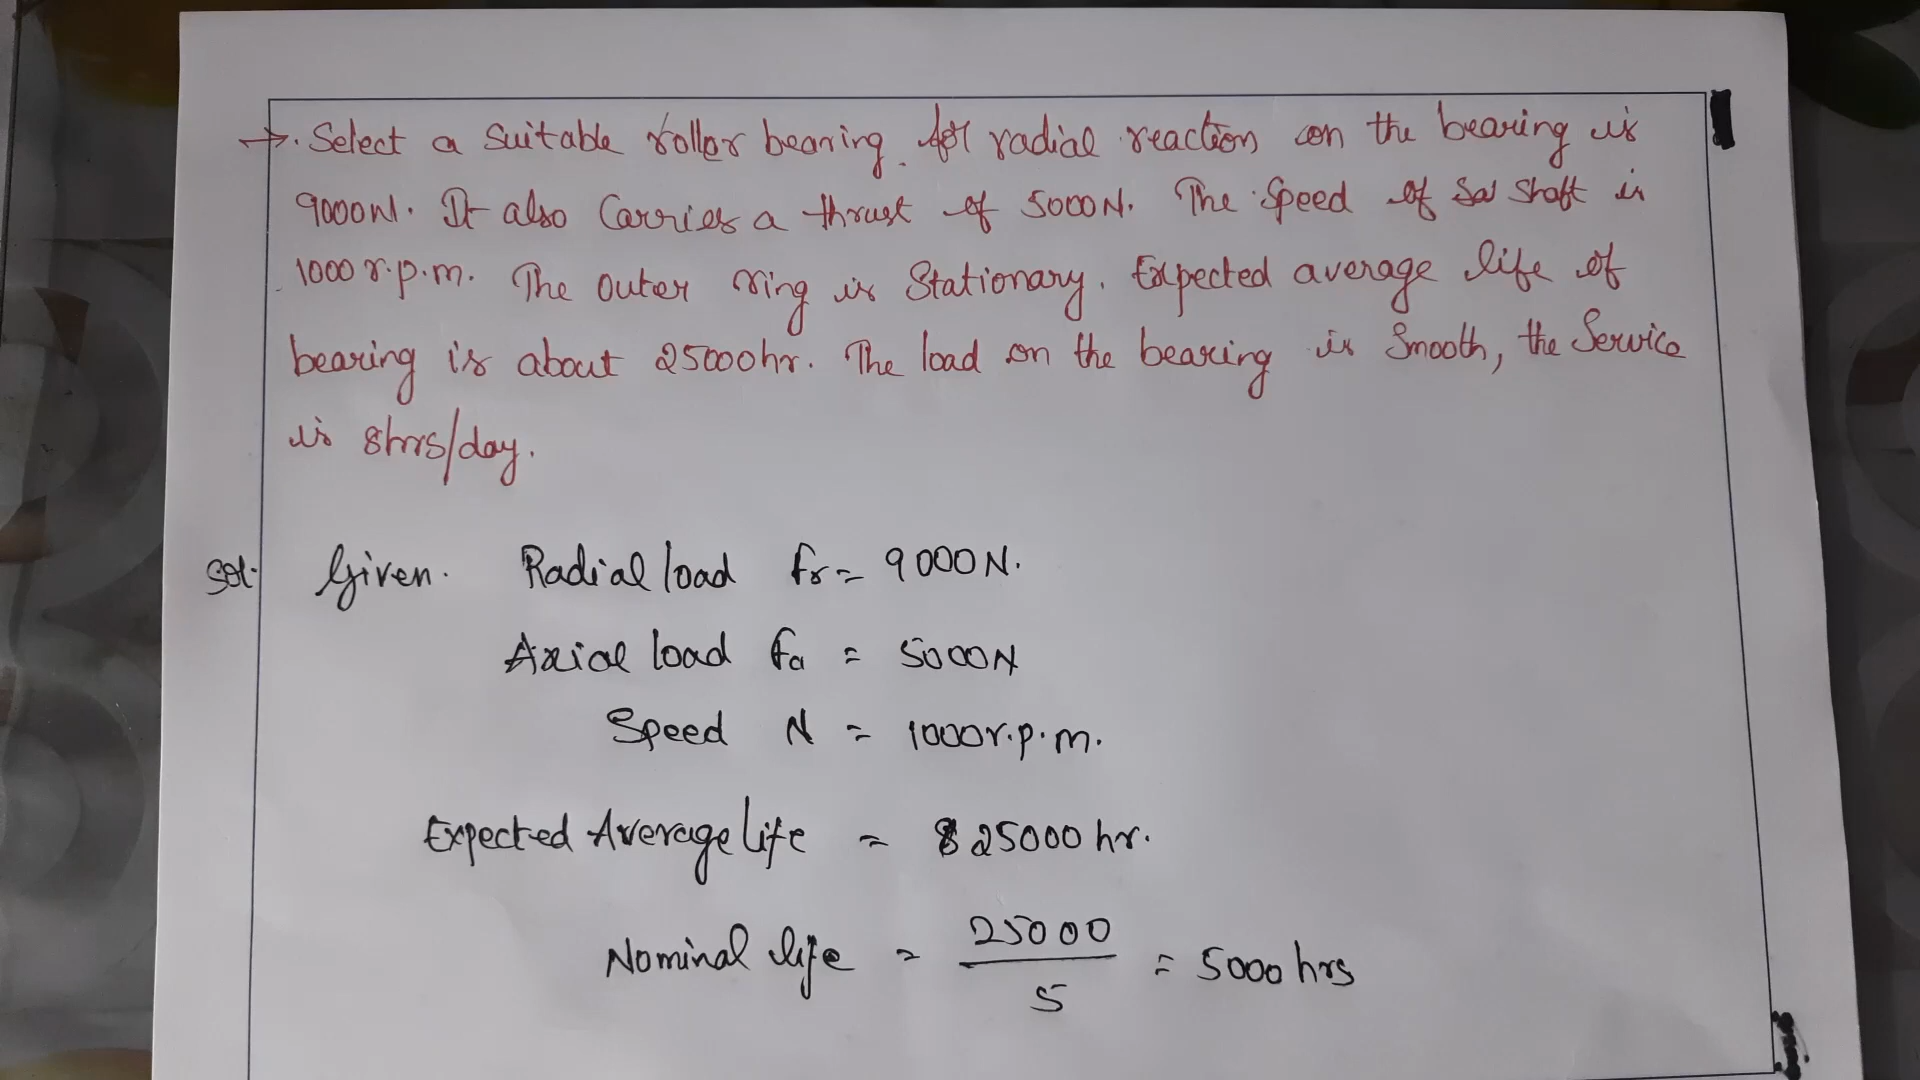 →. Select a suitable roller bearing. for radial reaction on the bearing is
9000N. It also Carries a thrust of 5000N. The Speed of Shaft is
1000 r.p.m. The outer ring is Stationary. Expected average life of
bearing is about 25000hr. The load on the bearing is Smooth, the Service
is 8hrs/day.
Sol. Given. Radial load Fr = 9000N.
Axial load Fa = 5000N
Speed N = 1000r.p.m.
Expected Average life = 25000 hr.
Nominal life = 25000 / 5 = 5000 hrs